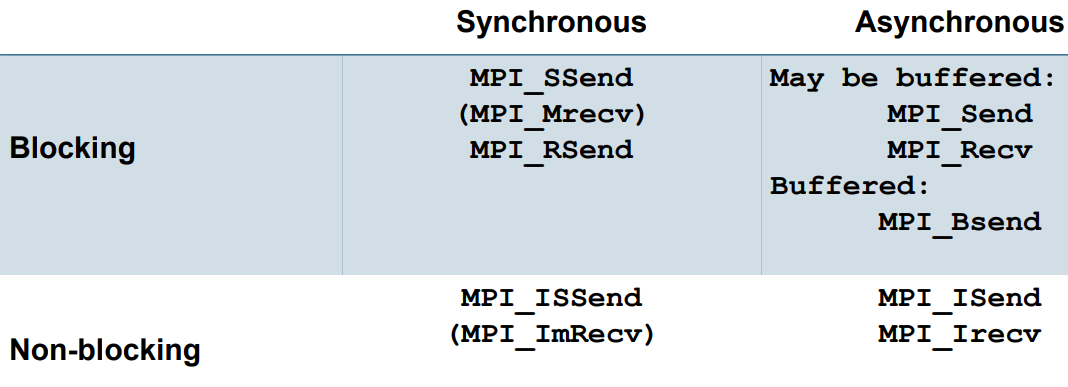 Synchronous Asynchronous
Blocking
MPI_SSend
(MPI_Mrecv)
MPI_RSend
May be buffered:
MPI_Send
MPI_Recv
Buffered:
MPI_Bsend
Non-blocking
MPI_ISSend
(MPI_ImRecv)
MPI_ISend
MPI_Irecv